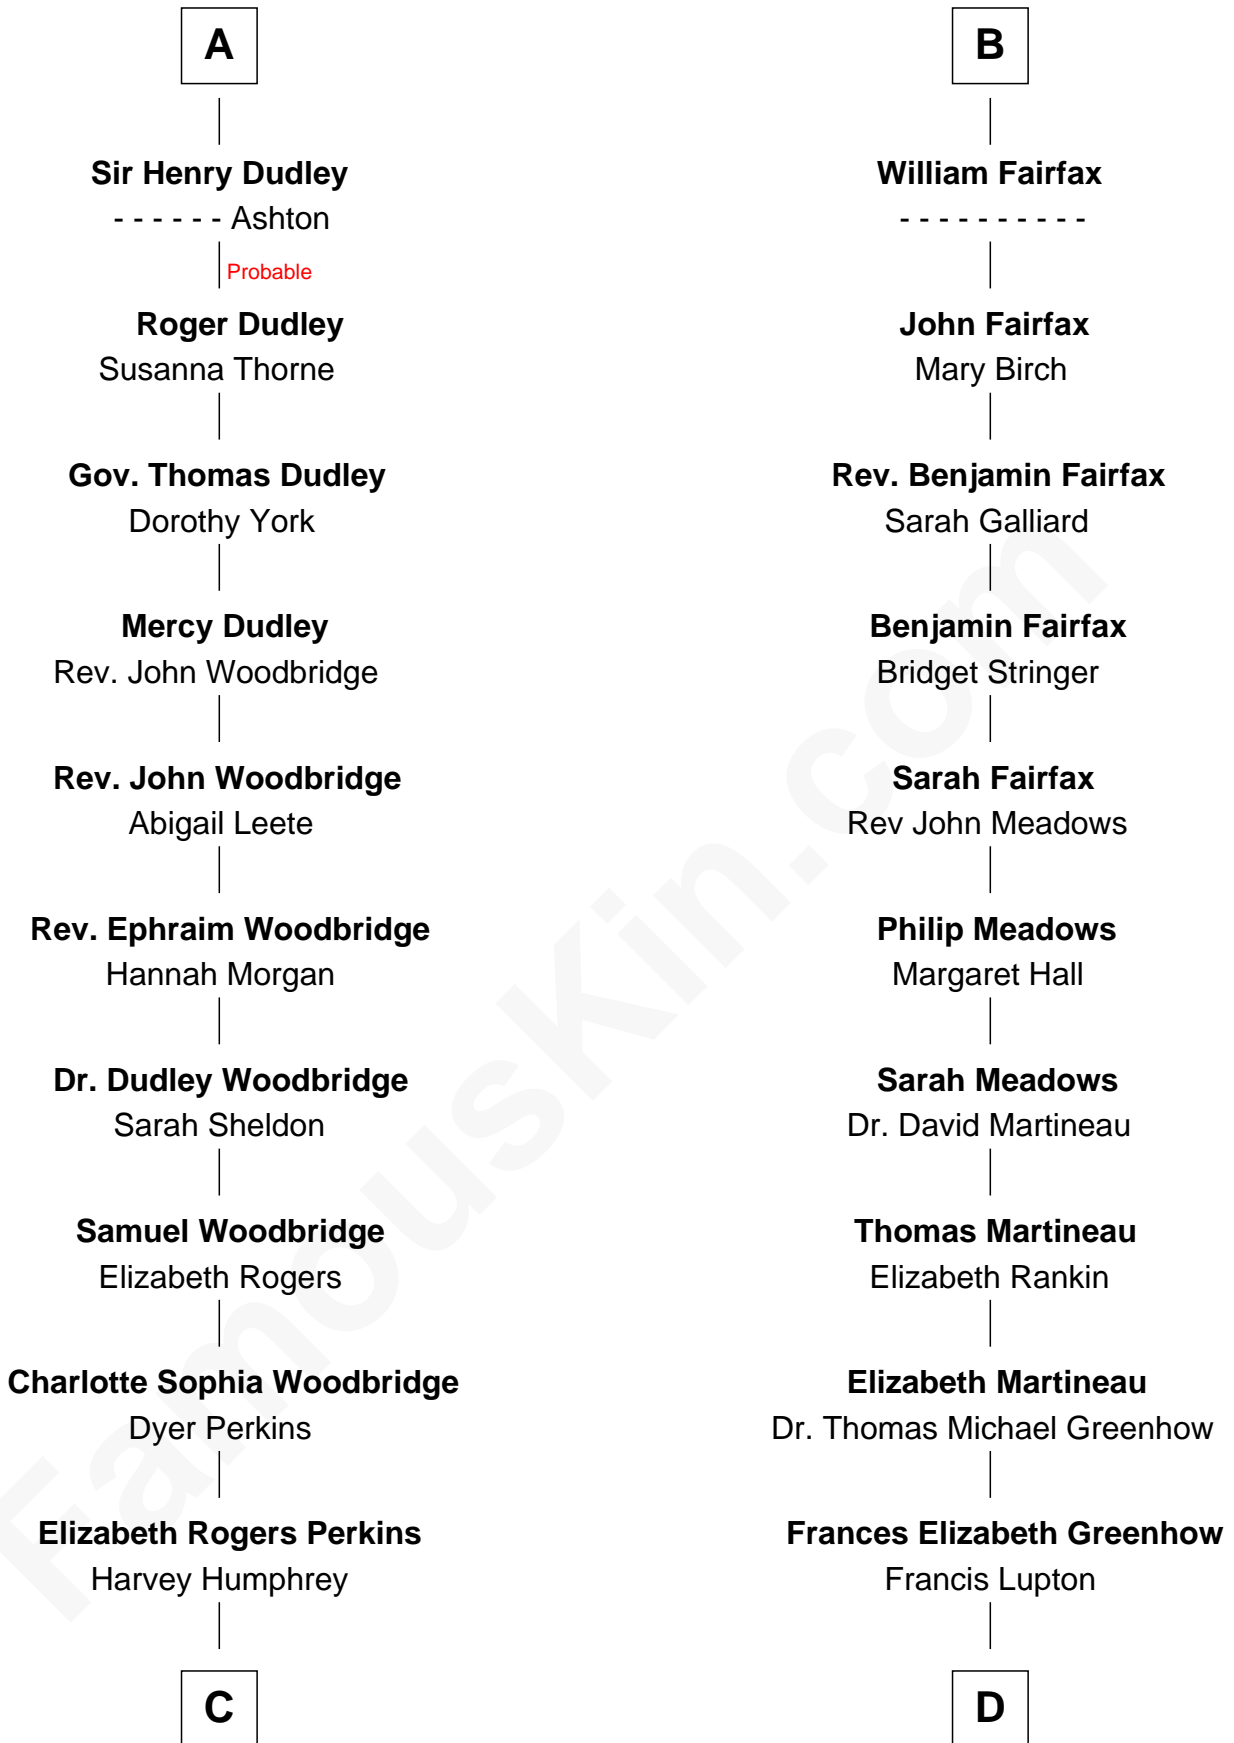 A
Sir Henry Dudley
- - - - - - Ashton
Probable
Roger Dudley
Susanna Thorne
Gov. Thomas Dudley
Dorothy York
Mercy Dudley
Rev. John Woodbridge
Rev. John Woodbridge
Abigail Leete
Rev. Ephraim Woodbridge
Hannah Morgan
Dr. Dudley Woodbridge
Sarah Sheldon
Samuel Woodbridge
Elizabeth Rogers
Charlotte Sophia Woodbridge
Dyer Perkins
Elizabeth Rogers Perkins
Harvey Humphrey
C
B
William Fairfax
- - - - - - - - - -
John Fairfax
Mary Birch
Rev. Benjamin Fairfax
Sarah Galliard
Benjamin Fairfax
Bridget Stringer
Sarah Fairfax
Rev John Meadows
Philip Meadows
Margaret Hall
Sarah Meadows
Dr. David Martineau
Thomas Martineau
Elizabeth Rankin
Elizabeth Martineau
Dr. Thomas Michael Greenhow
Frances Elizabeth Greenhow
Francis Lupton
D
FamousKin.com